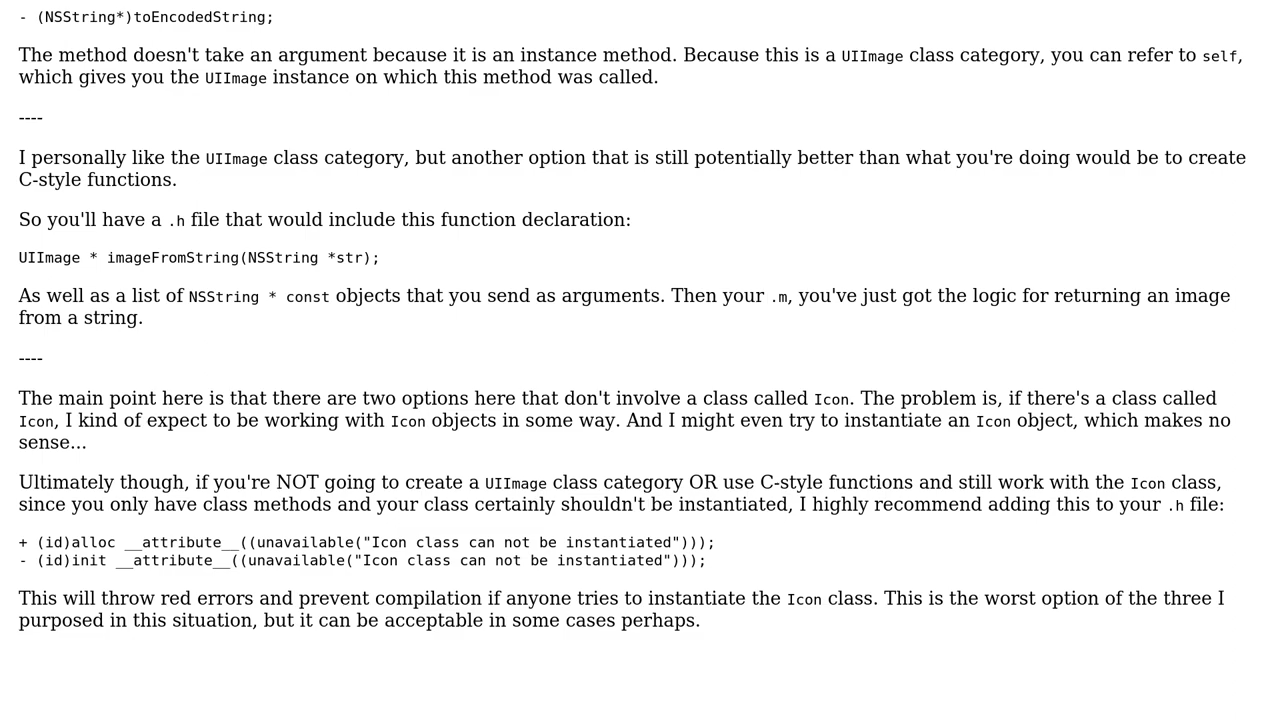 - (NSString*)toEncodedString;
The method doesn't take an argument because it is an instance method. Because this is a UIImage class category, you can refer to self,
which gives you the UIImage instance on which this method was called.
----
I personally like the UIImage class category, but another option that is still potentially better than what you're doing would be to create
C-style functions.
So you'll have a .h file that would include this function declaration:
UIImage * imageFromString(NSString *str);
As well as a list of NSString * const objects that you send as arguments. Then your .m, you've just got the logic for returning an image
from a string.
----
The main point here is that there are two options here that don't involve a class called Icon. The problem is, if there's a class called
Icon, I kind of expect to be working with Icon objects in some way. And I might even try to instantiate an Icon object, which makes no
sense...
Ultimately though, if you're NOT going to create a UIImage class category OR use C-style functions and still work with the Icon class,
since you only have class methods and your class certainly shouldn't be instantiated, I highly recommend adding this to your .h file:
+ (id)alloc __attribute__((unavailable("Icon class can not be instantiated")));
- (id)init __attribute__((unavailable("Icon class can not be instantiated")));
This will throw red errors and prevent compilation if anyone tries to instantiate the Icon class. This is the worst option of the three I
purposed in this situation, but it can be acceptable in some cases perhaps.